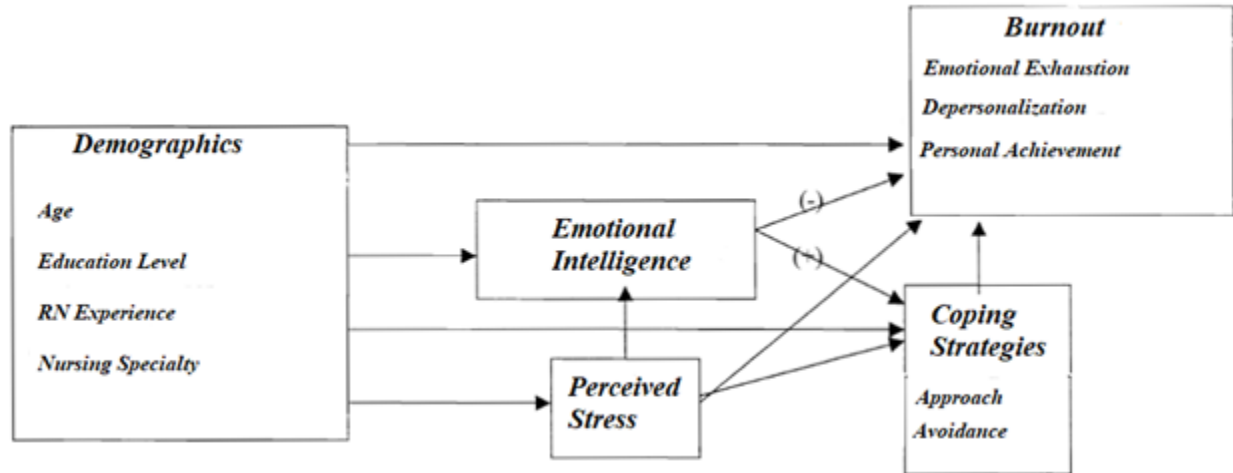 Burnout
Emotional Exhaustion
Depersonalization
Personal Achievement
Demographics
Age
Education Level
RN Experience
Nursing Specialty
Emotional
Intelligence
(-)
(+)
Perceived
Stress
Coping
Strategies
Approach
Avoidance